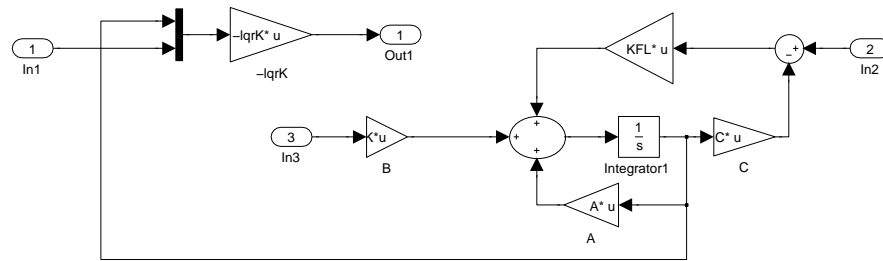 1
In1
–lqrK* u
–lqrK
1
Out1
KFL* u
+
−
2
In2
3
In3
K*u
B
+
+
+
1
s
Integrator1
C* u
C
A* u
A